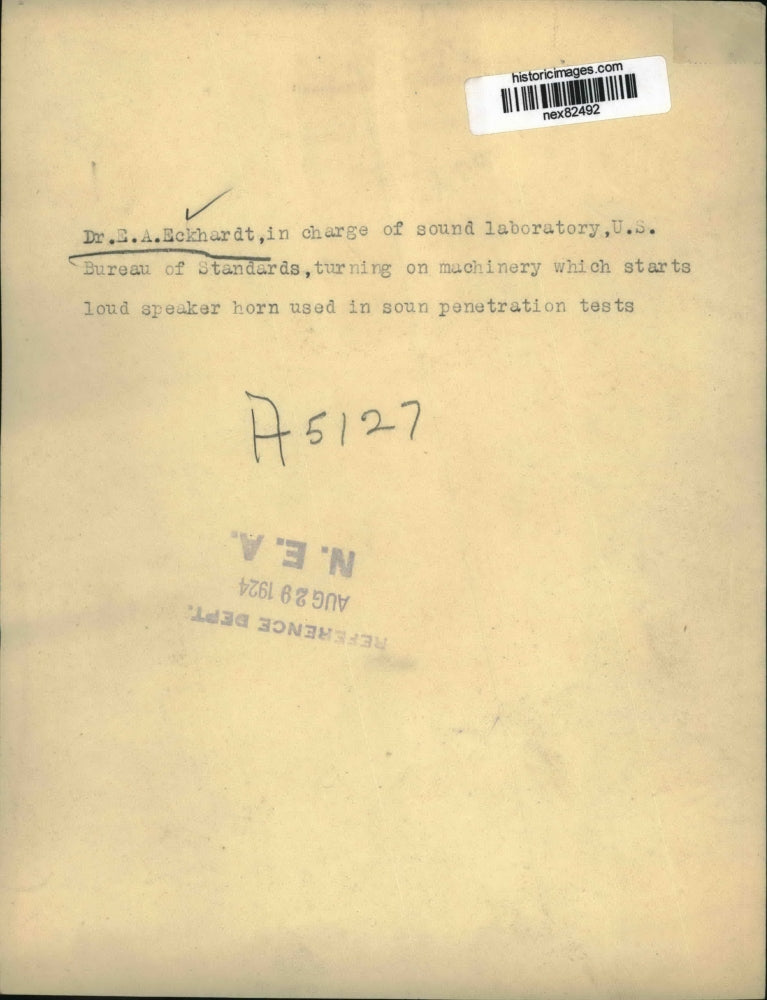 historicimages.com
nex82492
Dr.E.A.Eckhardt,in charge of sound laboratory,U.S.
Bureau of Standards,turning on machinery which starts
loud speaker horn used in soun penetration tests
A5127
REFERENCE DEPT.
AUG 29 1924
N. E. A.